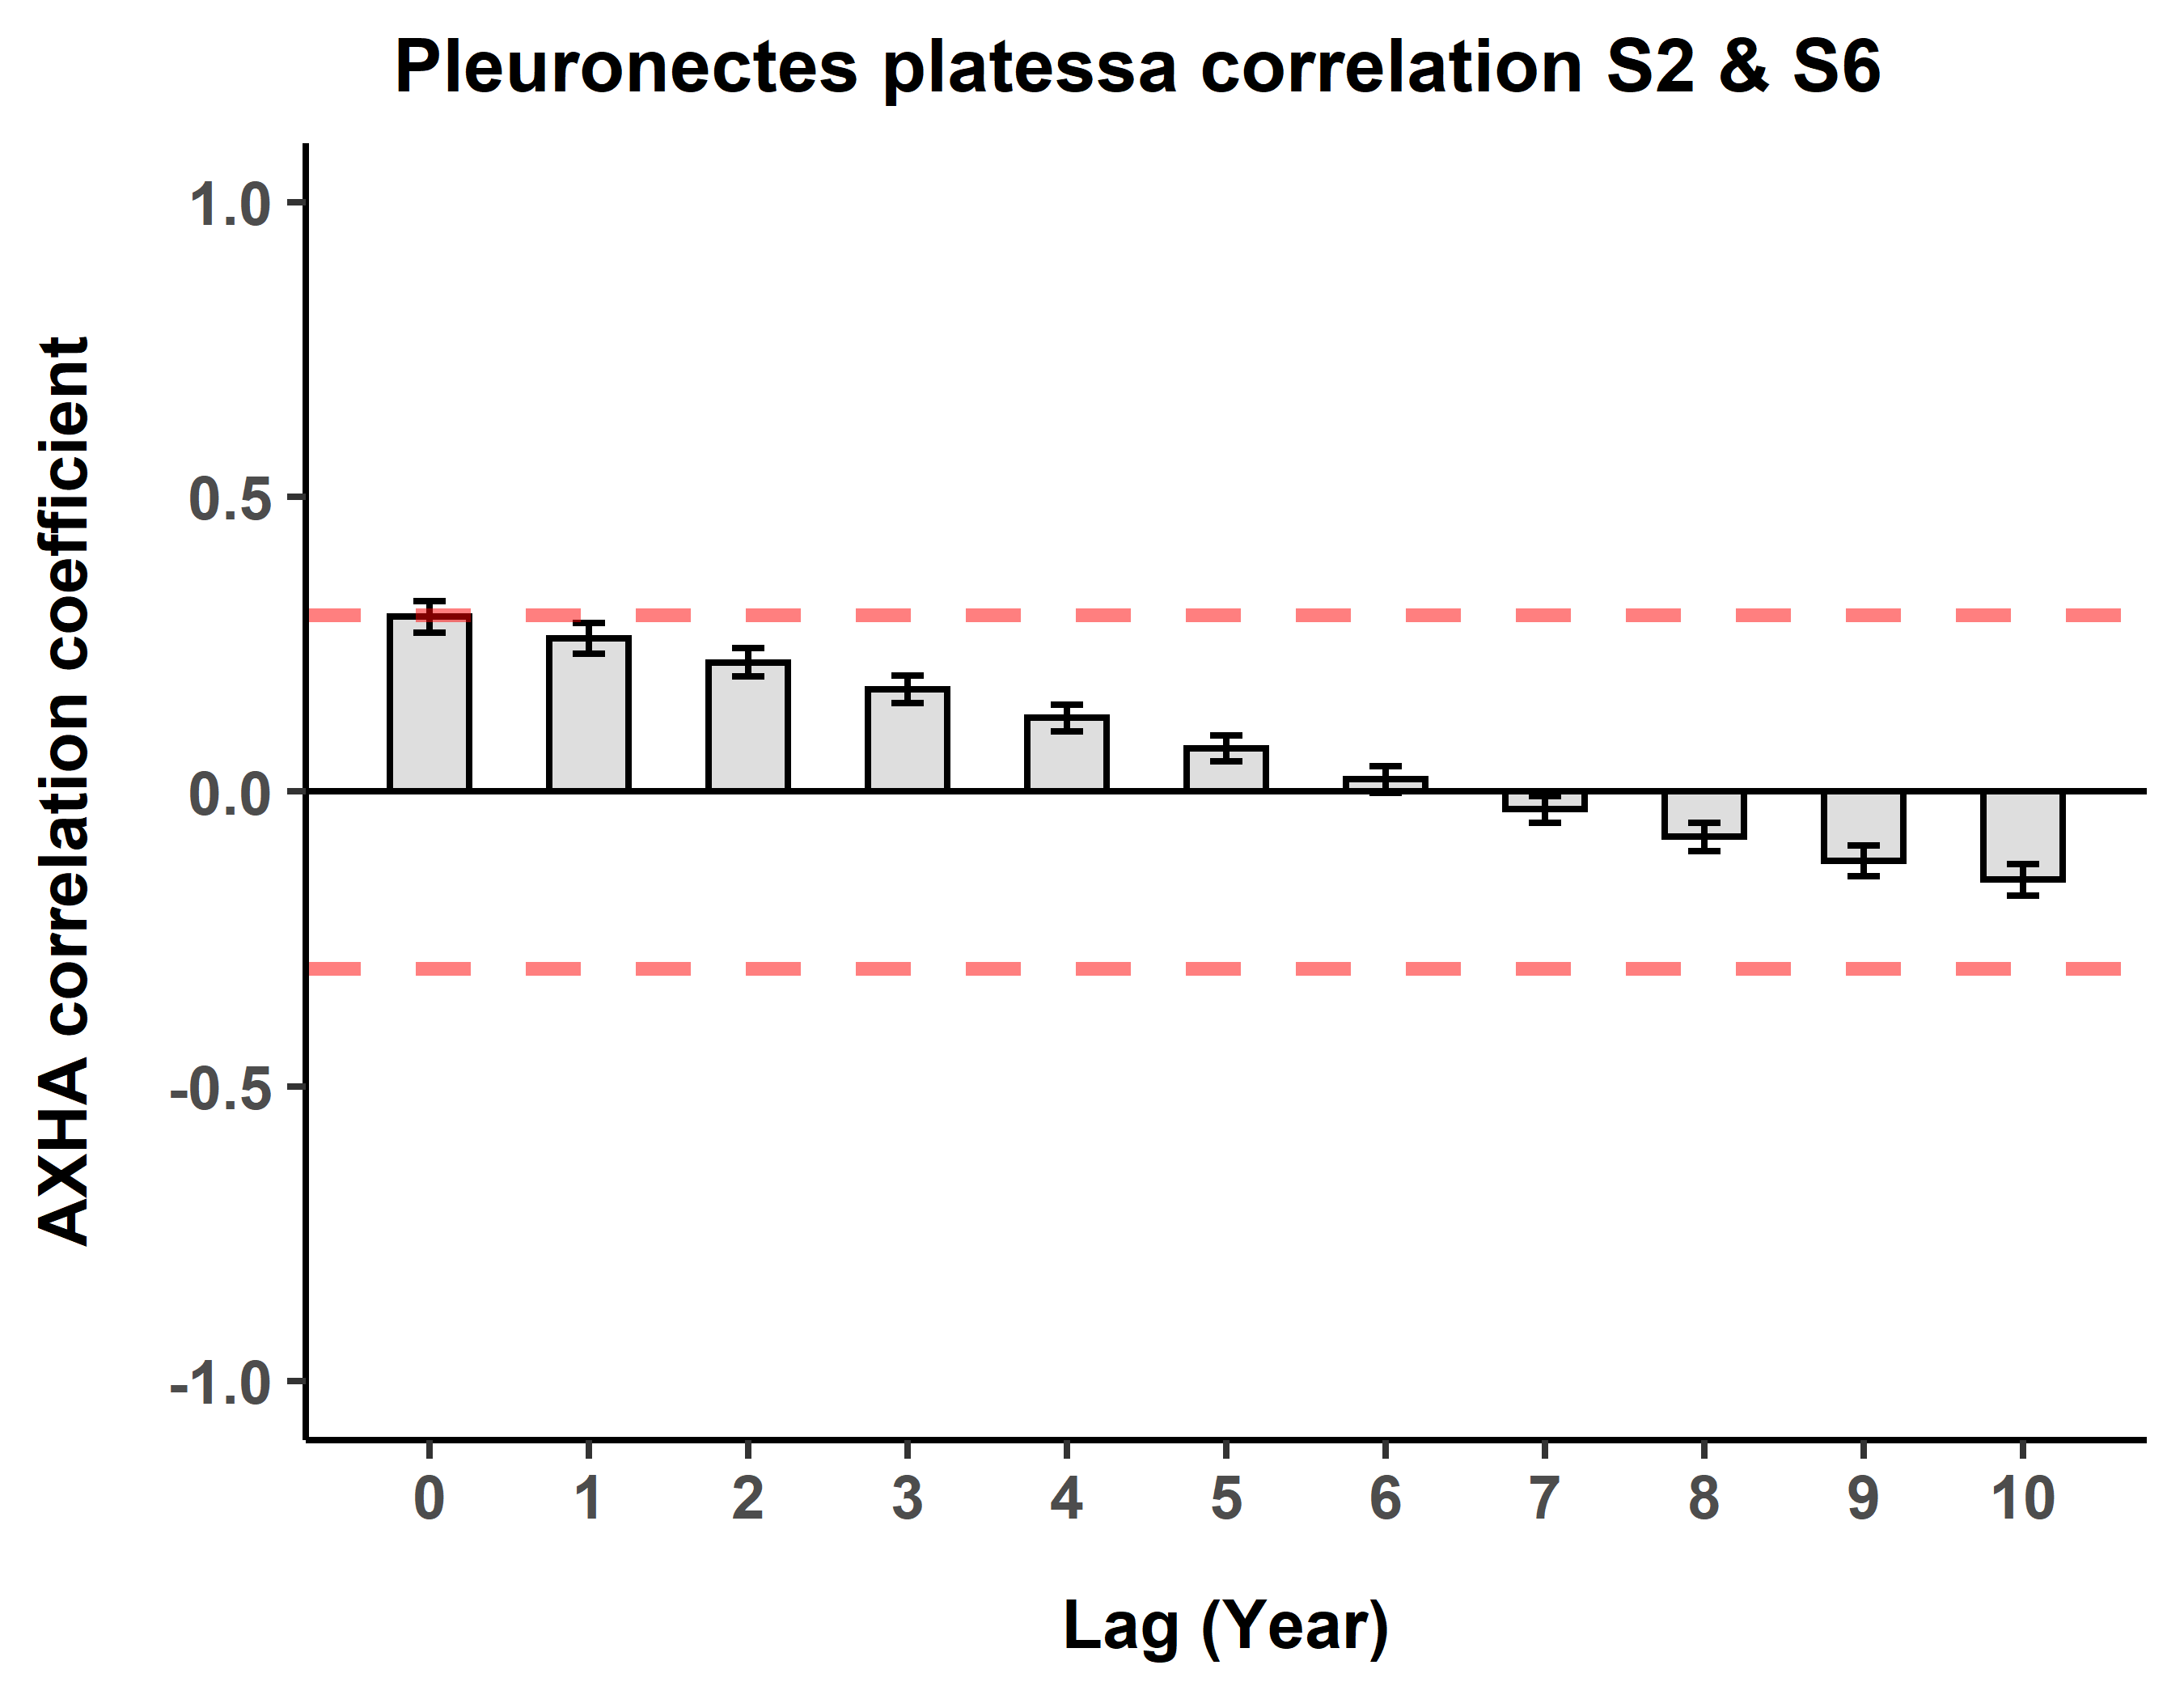 Pleuronectes platessa correlation S2 & S6
AXHA correlation coefficient
1.0
0.5
0.0
-0.5
-1.0
0 1 2 3 4 5 6 7 8 9 10
Lag (Year)